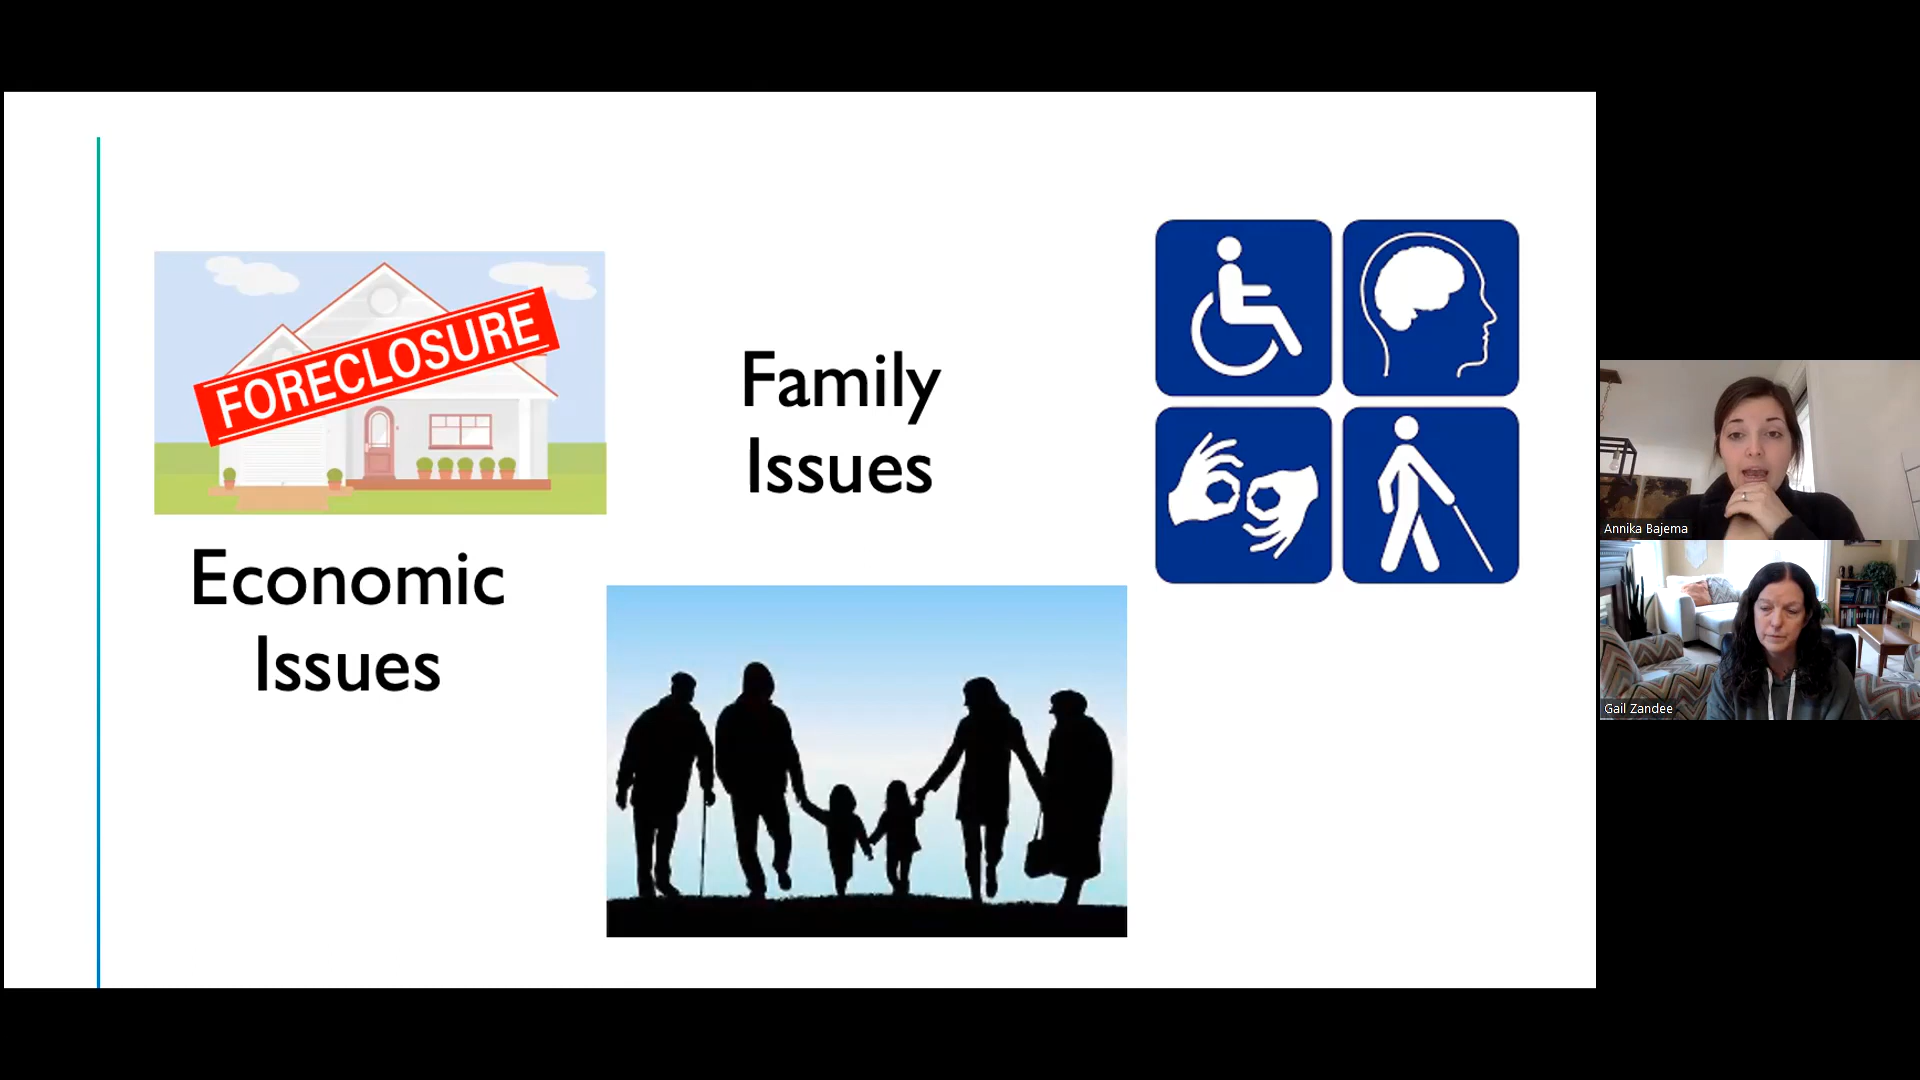 FORECLOSURE
Economic
Issues
Family
Issues
Annika Bajema
Gail Zandee